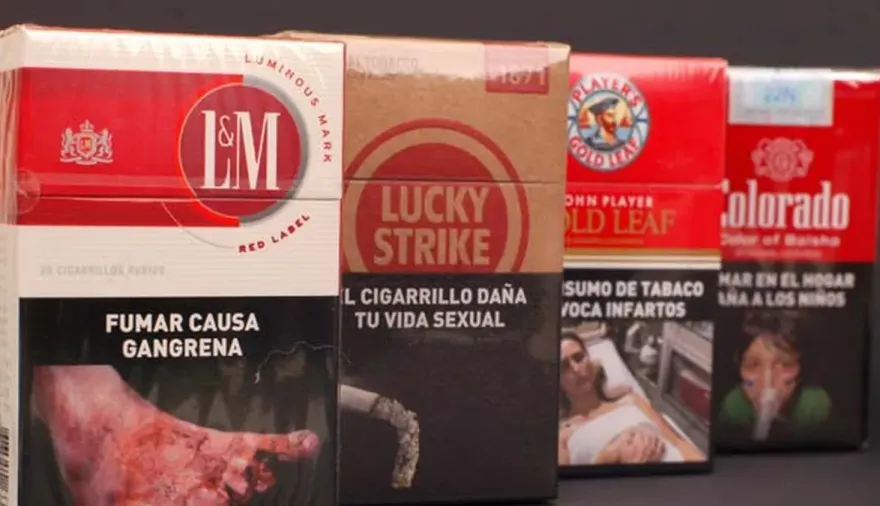 LUMINOUS MARK
L&M
RED LABEL
20 CIGARRILLOS RUBIOS
FUMAR CAUSA
GANGRENA
1871
LUCKY
STRIKE
EL CIGARRILLO DAÑA
TU VIDA SEXUAL
PLAYER'S
GOLD LEAF
JOHN PLAYER
GOLD LEAF
SUMO DE TABACO
VOCA INFARTOS
Colorado
MAR EN EL HOGAR
AÑA A LOS NIÑOS